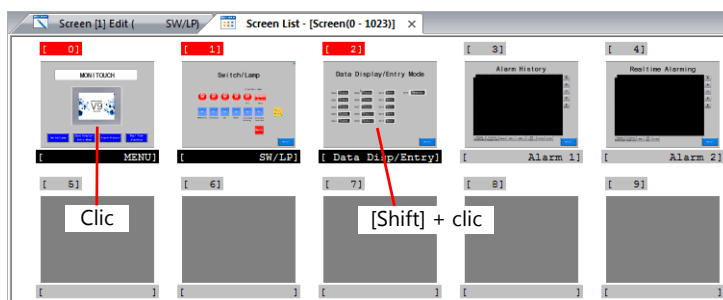 Screen [1] Edit ( SW/LP)
Screen List - [Screen(0 - 1023)] ×
[ 0]
[ 1]
[ 2]
[ 3]
[ 4]
MONITOUCH
V9
Switch/Lamp
Data Display/Entry Mode
Alarm History
Realtime Alarming
[ MENU]
[ SW/LP]
[ Data Disp/Entry]
[ Alarm 1]
[ Alarm 2]
[ 5]
[ 6]
[ 7]
[ 8]
[ 9]
Clic
[Shift] + clic
[ ]
[ ]
[ ]
[ ]
[ ]